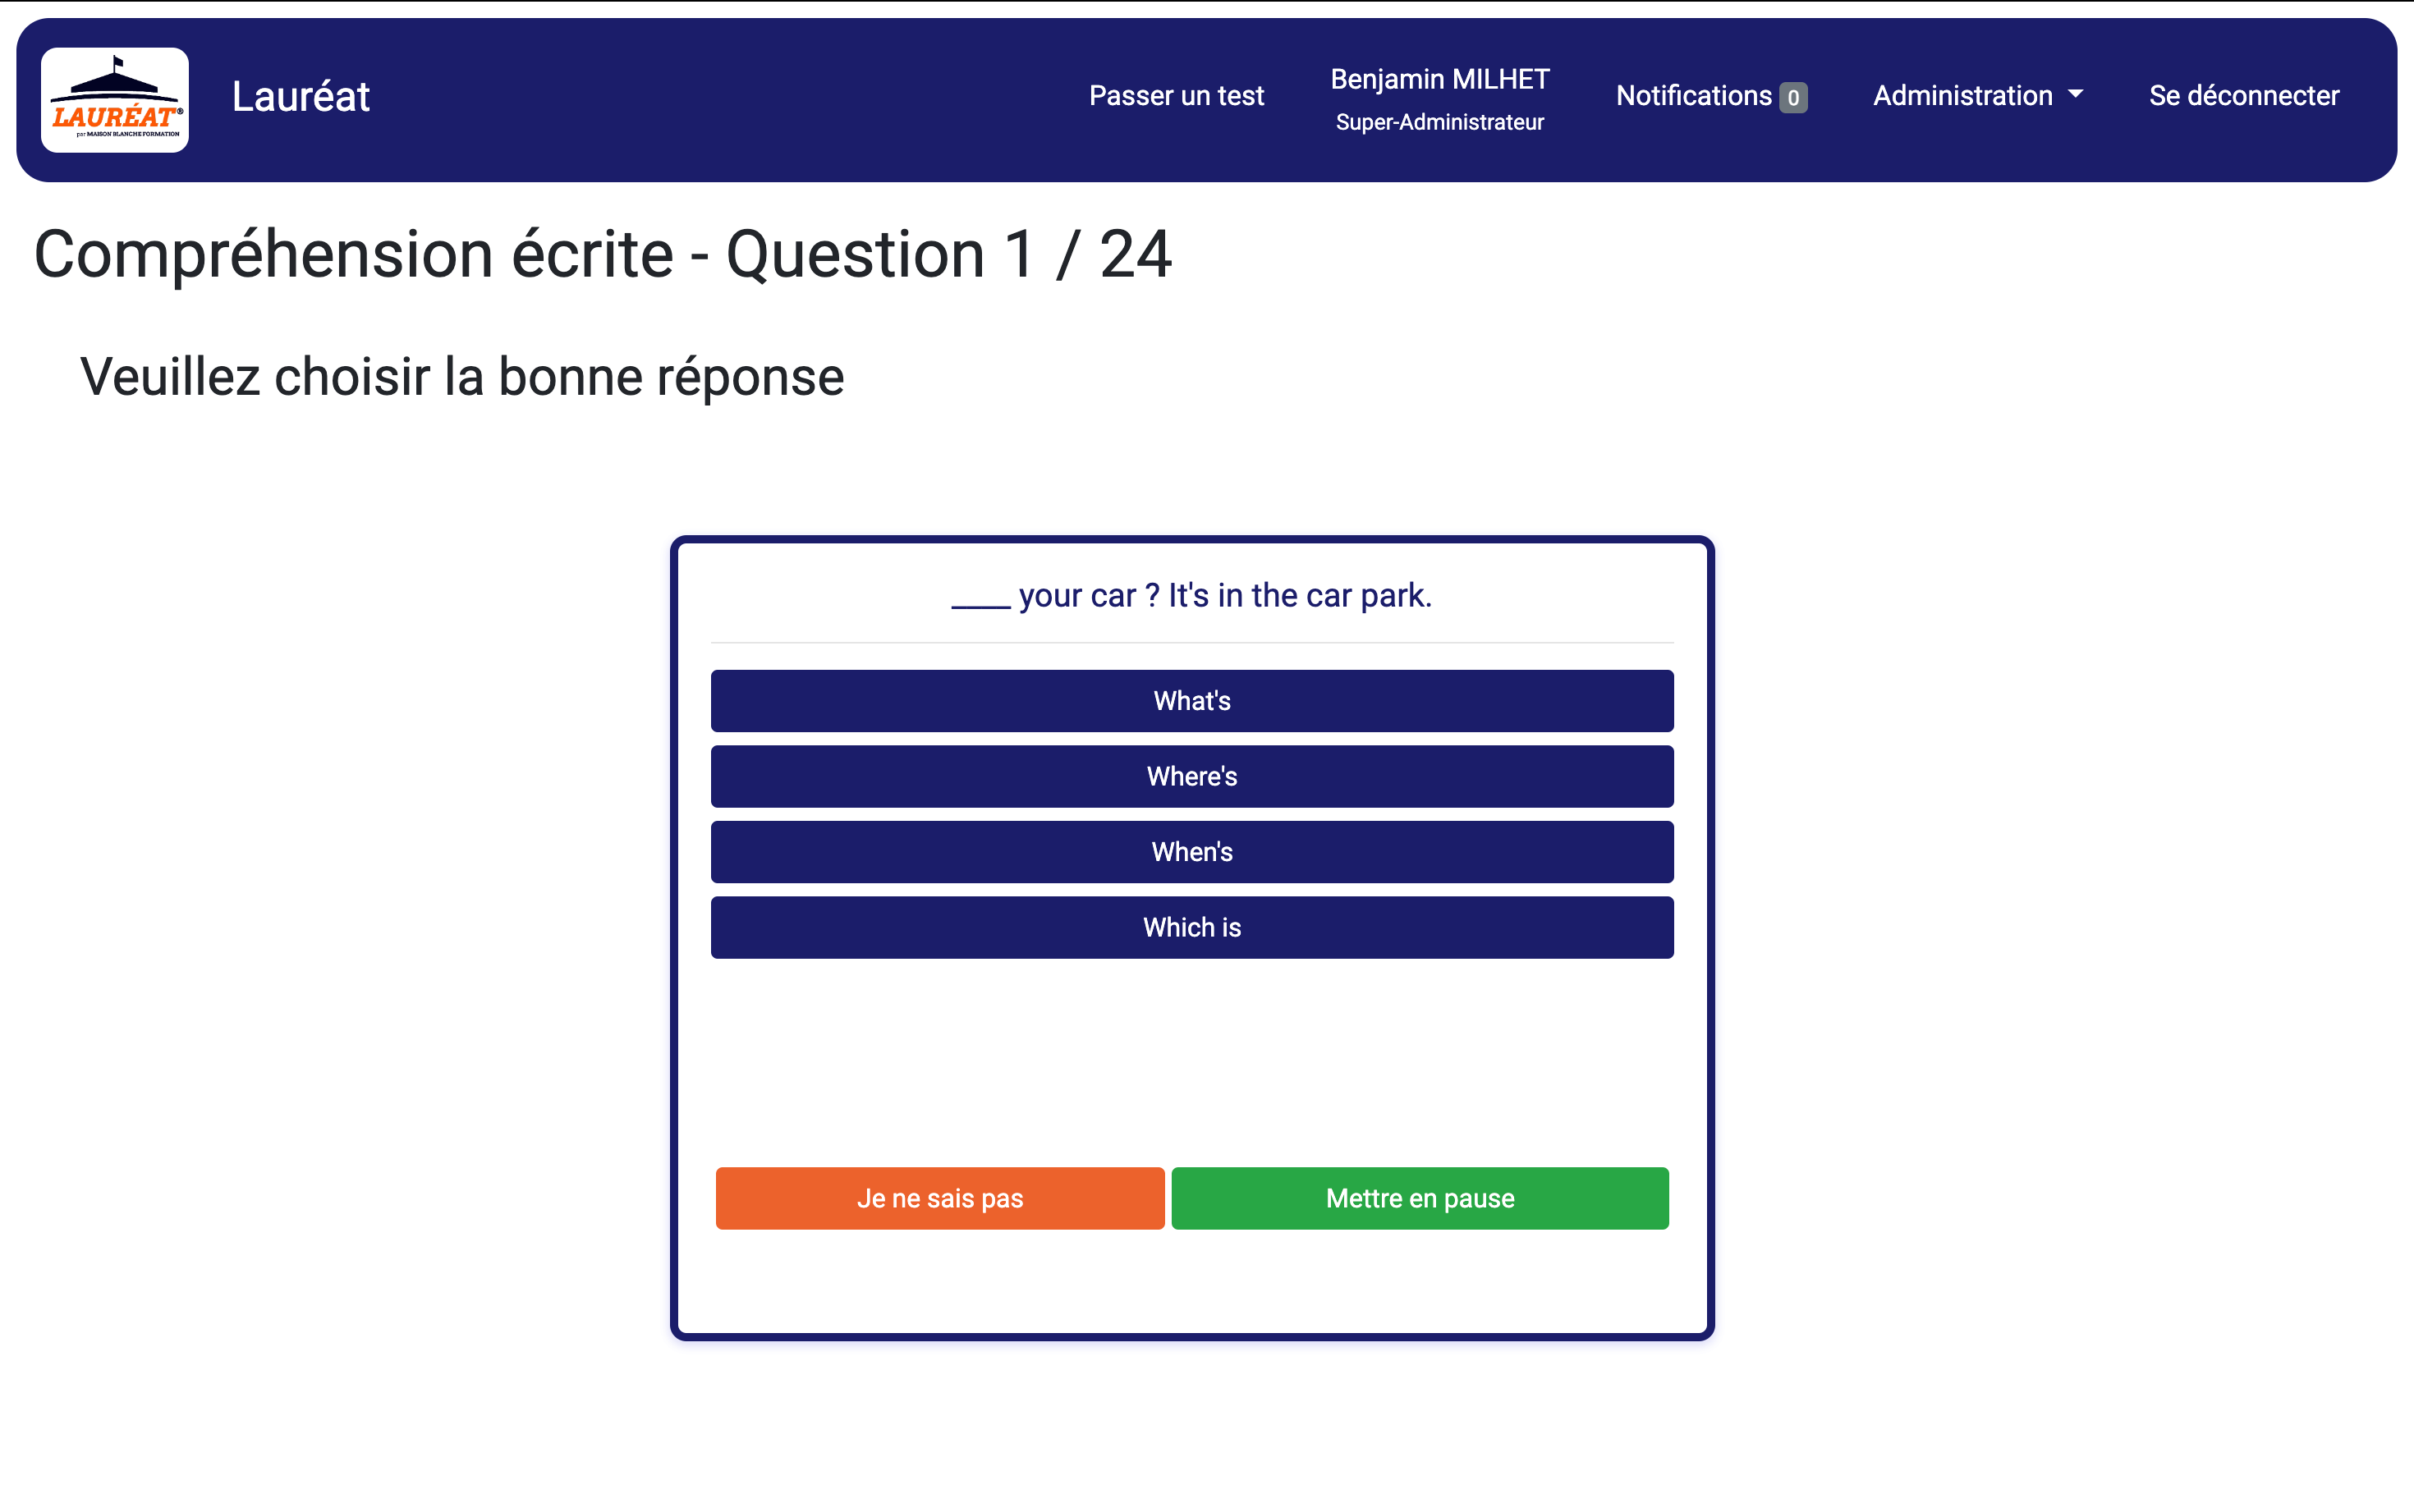 LAURÉAT®
par MAISON BLANCHE FORMATION
Lauréat
Passer un test
Benjamin MILHET
Super-Administrateur
Notifications 0
Administration
Se déconnecter
Compréhension écrite - Question 1 / 24
Veuillez choisir la bonne réponse
____ your car ? It's in the car park.
What's
Where's
When's
Which is
Je ne sais pas
Mettre en pause